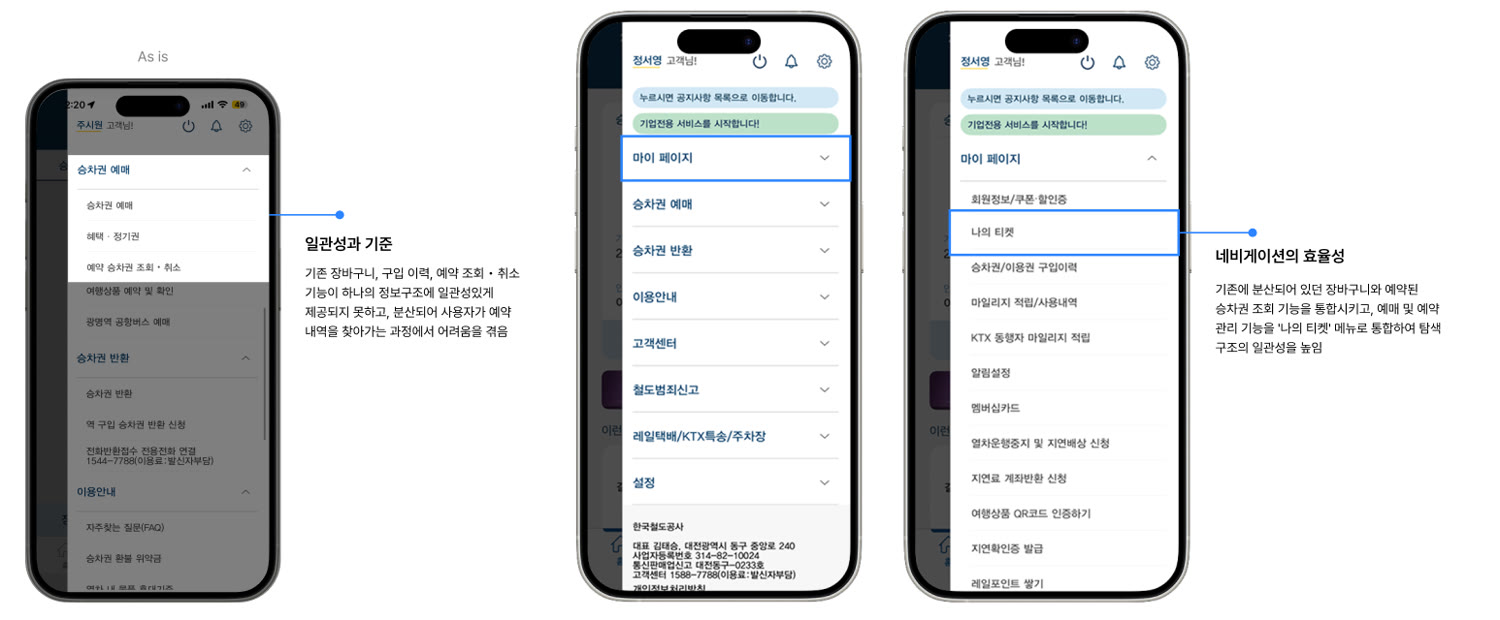 As is
2:20
49
주시원 고객님!
승차권 예매
승차권 예매
혜택 · 정기권
예약 승차권 조회 • 취소
여행상품 예약 및 확인
광명역 공항버스 예매
승차권 반환
승차권 반환
역 구입 승차권 반환 신청
전화반환접수 전용전화 연결
1544-7788(이용료:발신자부담)
이용안내
자주찾는 질문(FAQ)
승차권 환불 위약금
일관성과 기준
기존 장바구니, 구입 이력, 예약 조회 • 취소
기능이 하나의 정보구조에 일관성있게
제공되지 못하고, 분산되어 사용자가 예약
내역을 찾아가는 과정에서 어려움을 겪음
정서영 고객님!
누르시면 공지사항 목록으로 이동합니다.
기업전용 서비스를 시작합니다!
마이 페이지
승차권 예매
승차권 반환
이용안내
고객센터
철도범죄신고
레일택배/KTX특송/주차장
설정
이런
한국철도공사
대표 김태승, 대전광역시 동구 중앙로 240
사업자등록번호 314-82-10024
통신판매업신고 대전동구-0233호
고객센터 1588-7788(이용료:발신자부담)
개인정보처리방침
정서영 고객님!
누르시면 공지사항 목록으로 이동합니다.
기업전용 서비스를 시작합니다!
마이 페이지
회원정보/쿠폰·할인증
나의 티켓
승차권/이용권 구입이력
마일리지 적립/사용내역
KTX 동행자 마일리지 적립
알림설정
멤버십카드
열차운행중지 및 지연배상 신청
지연료 계좌반환 신청
여행상품 QR코드 인증하기
지연확인증 발급
레일포인트 쌓기
이런
네비게이션의 효율성
기존에 분산되어 있던 장바구니와 예약된
승차권 조회 기능을 통합시키고, 예매 및 예약
관리 기능을 '나의 티켓' 메뉴로 통합하여 탐색
구조의 일관성을 높임